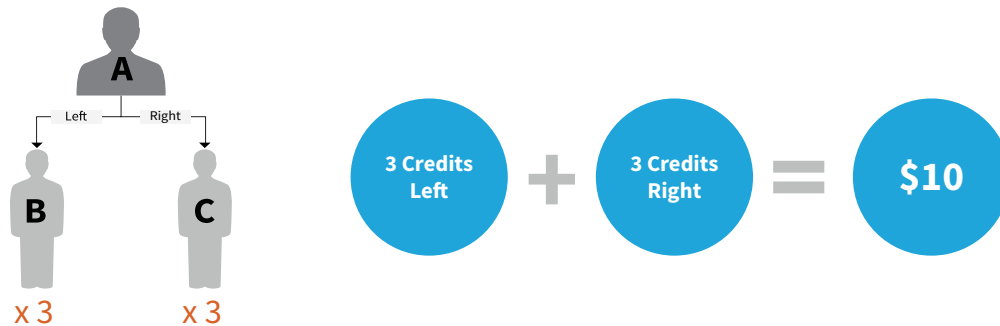 A
Left
Right
B
C
x 3
x 3
3 Credits
Left
+
3 Credits
Right
=
$10